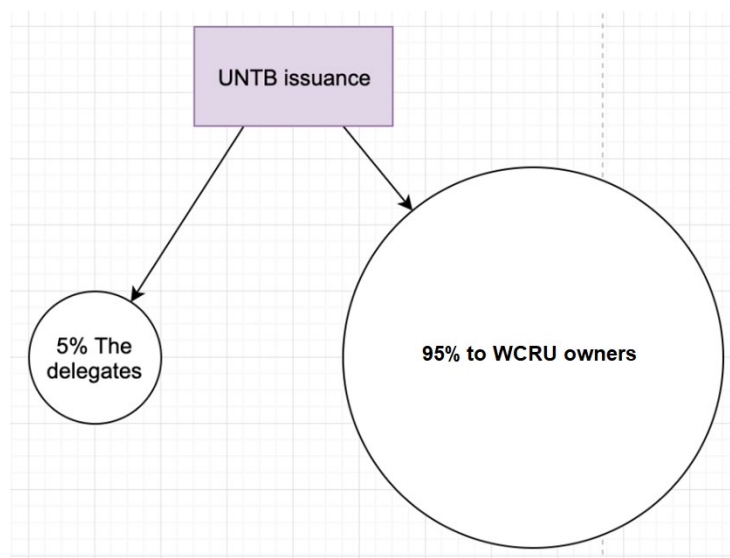 UNTB issuance
5% The
delegates
95% to WCRU owners